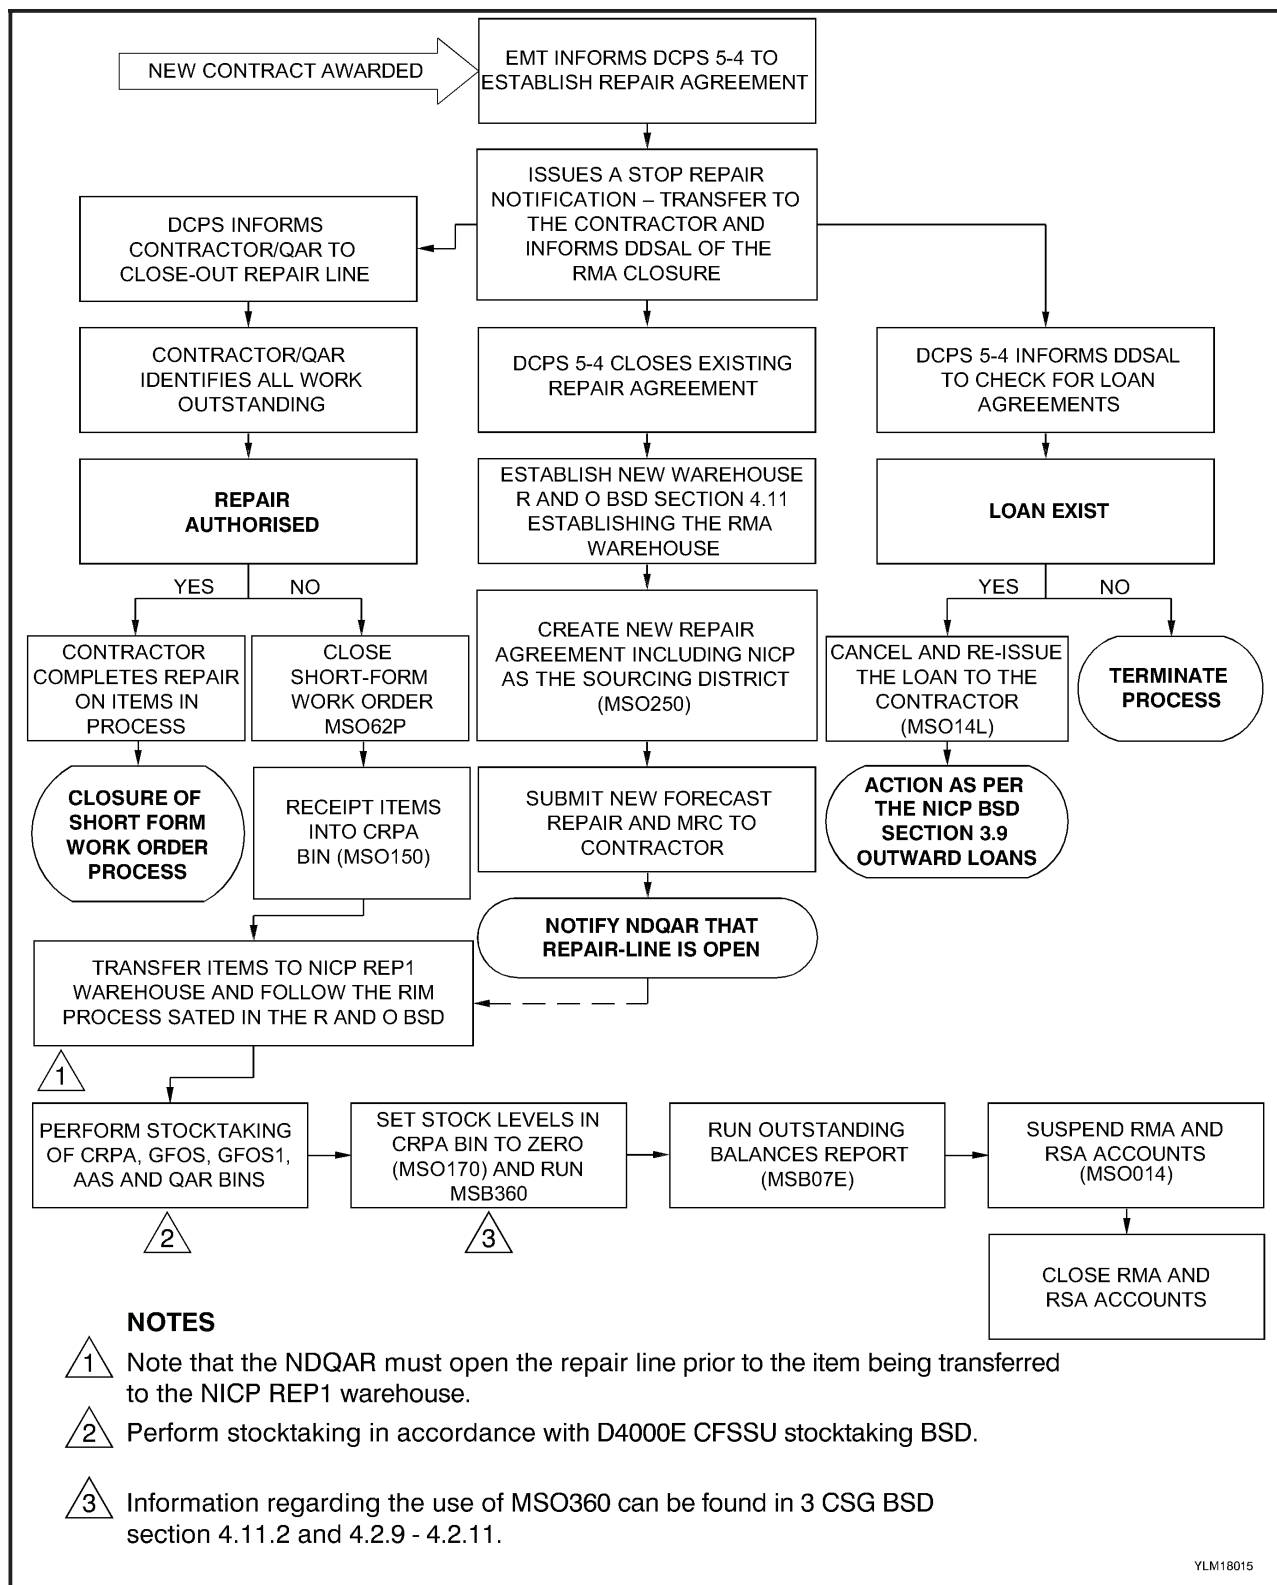 NEW CONTRACT AWARDED
EMT INFORMS DCPS 5-4 TO
ESTABLISH REPAIR AGREEMENT
ISSUES A STOP REPAIR
NOTIFICATION – TRANSFER TO
THE CONTRACTOR AND
INFORMS DDSAL OF THE
RMA CLOSURE
DCPS INFORMS
CONTRACTOR/QAR TO
CLOSE-OUT REPAIR LINE
CONTRACTOR/QAR
IDENTIFIES ALL WORK
OUTSTANDING
DCPS 5-4 CLOSES EXISTING
REPAIR AGREEMENT
DCPS 5-4 INFORMS DDSAL
TO CHECK FOR LOAN
AGREEMENTS
REPAIR
AUTHORISED
ESTABLISH NEW WAREHOUSE
R AND O BSD SECTION 4.11
ESTABLISHING THE RMA
WAREHOUSE
LOAN EXIST
YES
NO
YES
NO
CONTRACTOR
COMPLETES REPAIR
ON ITEMS IN
PROCESS
CLOSE
SHORT-FORM
WORK ORDER
MSO62P
CREATE NEW REPAIR
AGREEMENT INCLUDING NICP
AS THE SOURCING DISTRICT
(MSO250)
CANCEL AND RE-ISSUE
THE LOAN TO THE
CONTRACTOR
(MSO14L)
TERMINATE
PROCESS
CLOSURE OF
SHORT FORM
WORK ORDER
PROCESS
RECEIPT ITEMS
INTO CRPA
BIN (MSO150)
SUBMIT NEW FORECAST
REPAIR AND MRC TO
CONTRACTOR
ACTION AS PER
THE NICP BSD
SECTION 3.9
OUTWARD LOANS
NOTIFY NDQAR THAT
REPAIR-LINE IS OPEN
TRANSFER ITEMS TO NICP REP1
WAREHOUSE AND FOLLOW THE RIM
PROCESS SATED IN THE R AND O BSD
1
PERFORM STOCKTAKING
OF CRPA, GFOS, GFOS1,
AAS AND QAR BINS
2
SET STOCK LEVELS IN
CRPA BIN TO ZERO
(MSO170) AND RUN
MSB360
3
RUN OUTSTANDING
BALANCES REPORT
(MSB07E)
SUSPEND RMA AND
RSA ACCOUNTS
(MSO014)
CLOSE RMA AND
RSA ACCOUNTS
NOTES
1 Note that the NDQAR must open the repair line prior to the item being transferred
to the NICP REP1 warehouse.
2 Perform stocktaking in accordance with D4000E CFSSU stocktaking BSD.
3 Information regarding the use of MSO360 can be found in 3 CSG BSD
section 4.11.2 and 4.2.9 - 4.2.11.
YLM18015